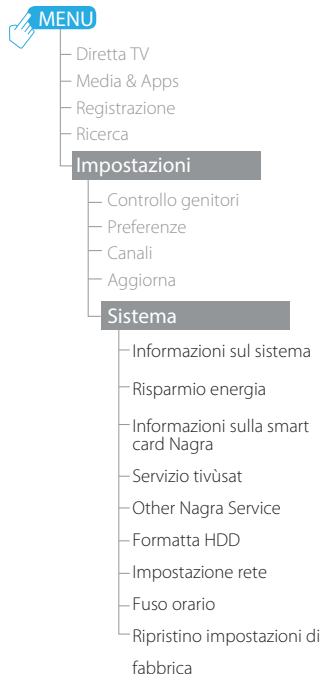 MENU
Diretta TV
Media & Apps
Registrazione
Ricerca
Impostazioni
Controllo genitori
Preferenze
Canali
Aggiorna
Sistema
Informazioni sul sistema
Risparmio energia
Informazioni sulla smart
card Nagra
Servizio tivùsat
Other Nagra Service
Formatta HDD
Impostazione rete
Fuso orario
Ripristino impostazioni di
fabbrica